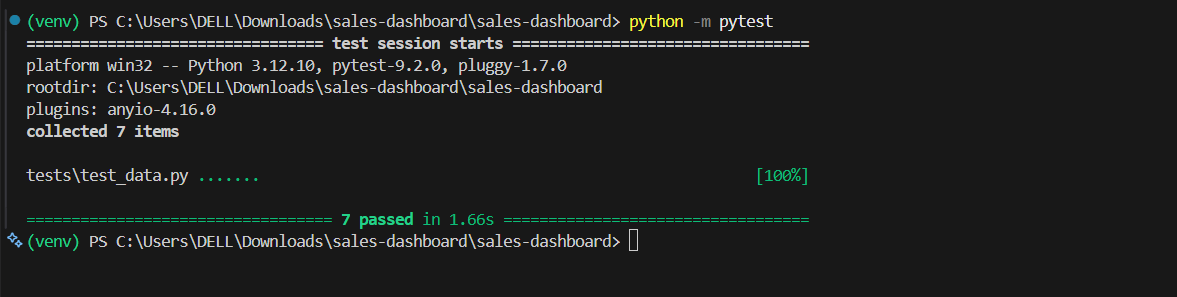 (venv) PS C:\Users\DELL\Downloads\sales-dashboard\sales-dashboard> python -m pytest
================================= test session starts =================================
platform win32 -- Python 3.12.10, pytest-9.2.0, pluggy-1.7.0
rootdir: C:\Users\DELL\Downloads\sales-dashboard\sales-dashboard
plugins: anyio-4.16.0
collected 7 items
tests\test_data.py ....... [100%]
================================== 7 passed in 1.66s ==================================
(venv) PS C:\Users\DELL\Downloads\sales-dashboard\sales-dashboard>